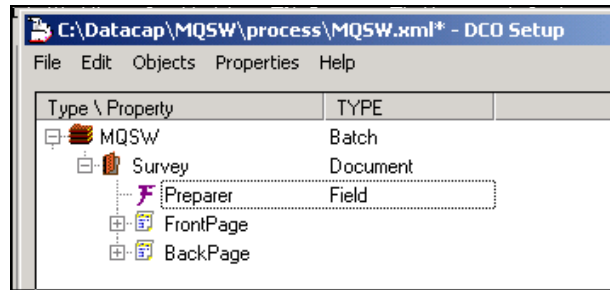 C:\Datacap\MQSW\process\MQSW.xml* - DCO Setup
File Edit Objects Properties Help
Type \ Property TYPE
MQSW Batch
Survey Document
Preparer Field
FrontPage
BackPage